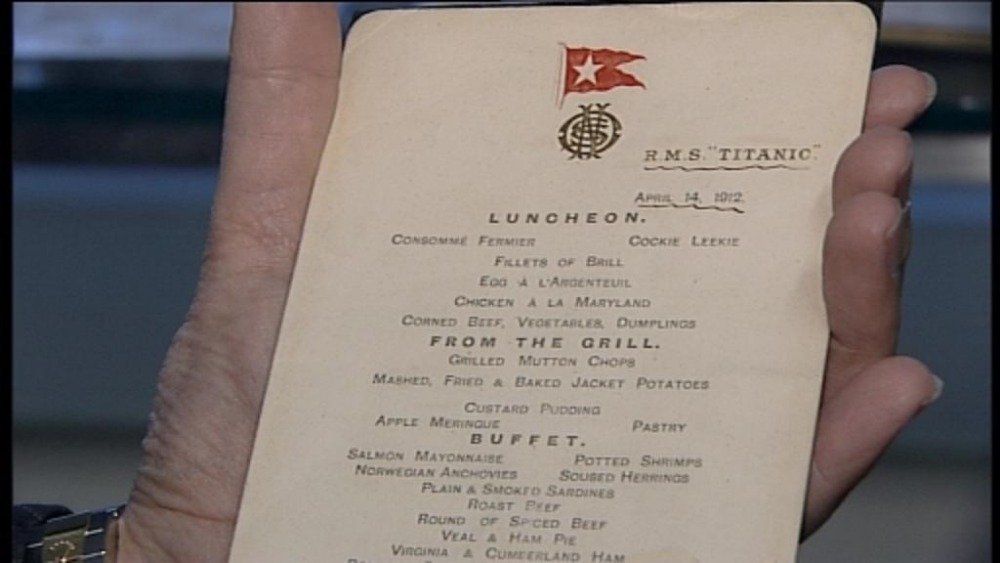 R.M.S. "TITANIC."
APRIL 14, 1912.
LUNCHEON.
CONSOMMÉ FERMIER COCKIE LEEKIE
FILLETS OF BRILL
EGG À L'ARGENTEUIL
CHICKEN À LA MARYLAND
CORNED BEEF, VEGETABLES, DUMPLINGS
FROM THE GRILL.
GRILLED MUTTON CHOPS
MASHED, FRIED & BAKED JACKET POTATOES
CUSTARD PUDDING
APPLE MERINGUE PASTRY
BUFFET.
SALMON MAYONNAISE POTTED SHRIMPS
NORWEGIAN ANCHOVIES SOUSED HERRINGS
PLAIN & SMOKED SARDINES
ROAST BEEF
ROUND OF SPICED BEEF
VEAL & HAM PIE
VIRGINIA & CUMBERLAND HAM